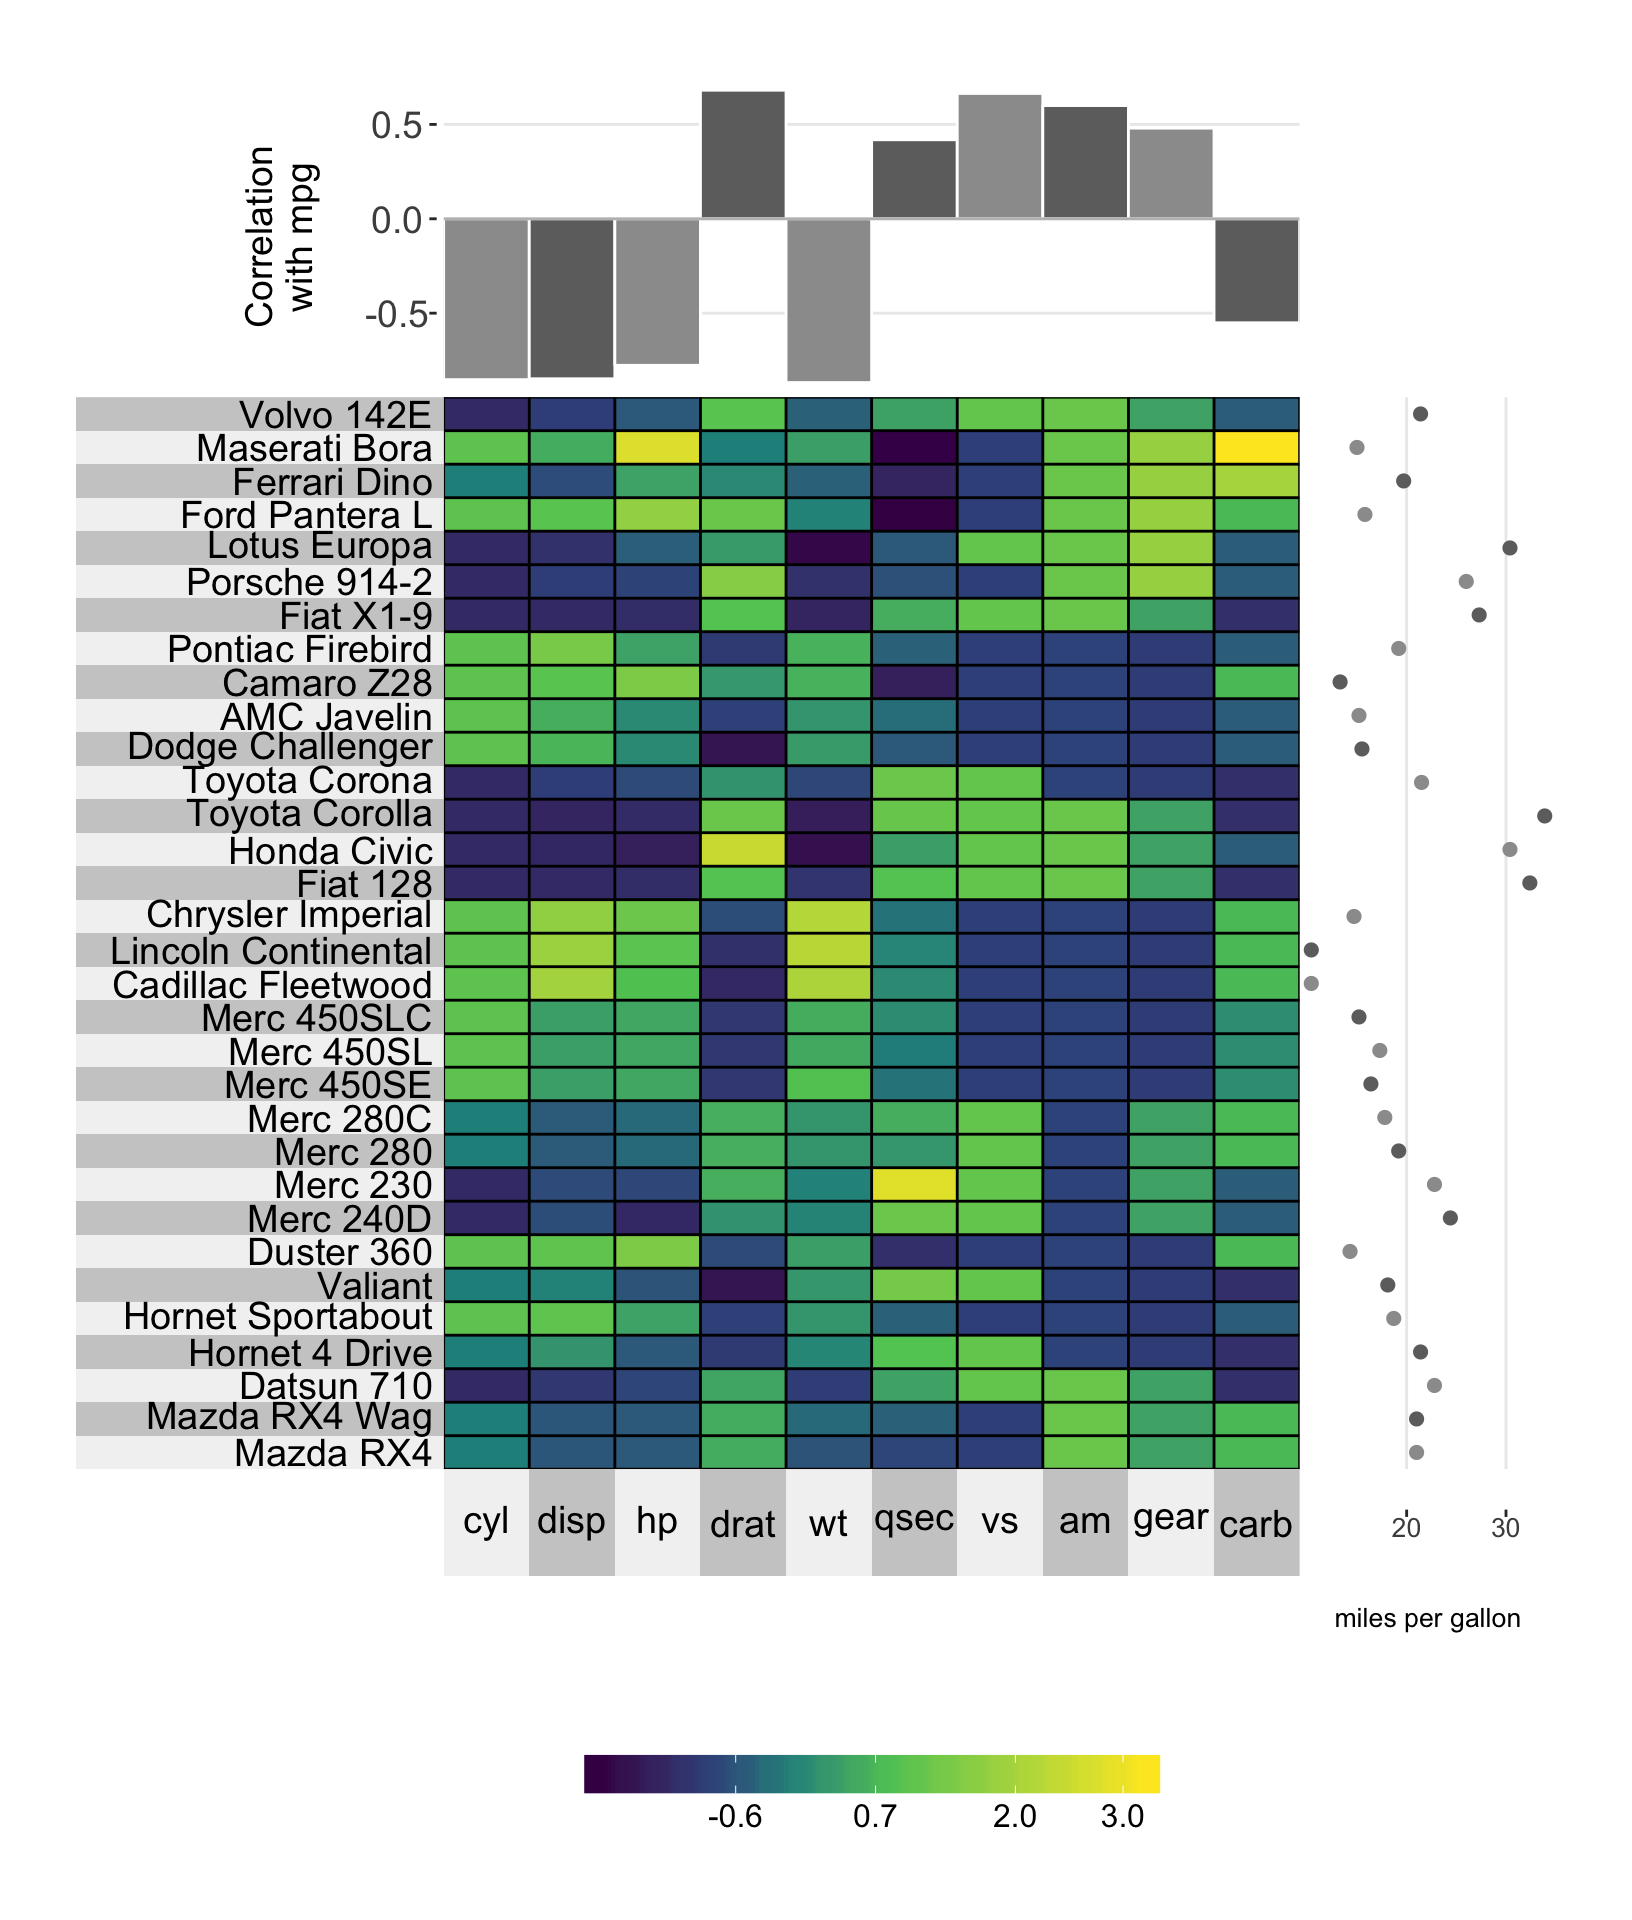 Correlation
with mpg
0.5
0.0
-0.5
Volvo 142E
Maserati Bora
Ferrari Dino
Ford Pantera L
Lotus Europa
Porsche 914-2
Fiat X1-9
Pontiac Firebird
Camaro Z28
AMC Javelin
Dodge Challenger
Toyota Corona
Toyota Corolla
Honda Civic
Fiat 128
Chrysler Imperial
Lincoln Continental
Cadillac Fleetwood
Merc 450SLC
Merc 450SL
Merc 450SE
Merc 280C
Merc 280
Merc 230
Merc 240D
Duster 360
Valiant
Hornet Sportabout
Hornet 4 Drive
Datsun 710
Mazda RX4 Wag
Mazda RX4
cyl disp hp drat wt qsec vs am gear carb
20 30
miles per gallon
-0.6 0.7 2.0 3.0